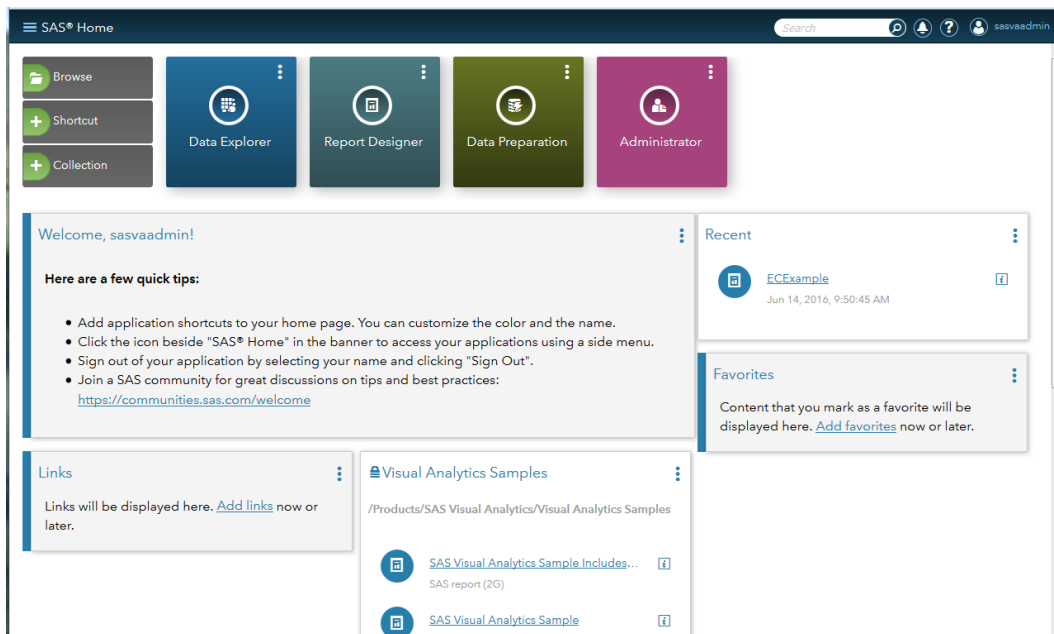 SAS® Home
Search
sasvaadmin
Browse
Shortcut
Collection
Data Explorer
Report Designer
Data Preparation
Administrator
Welcome, sasvaadmin!
Here are a few quick tips:
• Add application shortcuts to your home page. You can customize the color and the name.
• Click the icon beside "SAS® Home" in the banner to access your applications using a side menu.
• Sign out of your application by selecting your name and clicking "Sign Out".
• Join a SAS community for great discussions on tips and best practices:
https://communities.sas.com/welcome
Recent
ECExample
Jun 14, 2016, 9:50:45 AM
Favorites
Content that you mark as a favorite will be
displayed here. Add favorites now or later.
Links
Links will be displayed here. Add links now or
later.
Visual Analytics Samples
/Products/SAS Visual Analytics/Visual Analytics Samples
SAS Visual Analytics Sample Includes...
SAS report (2G)
SAS Visual Analytics Sample